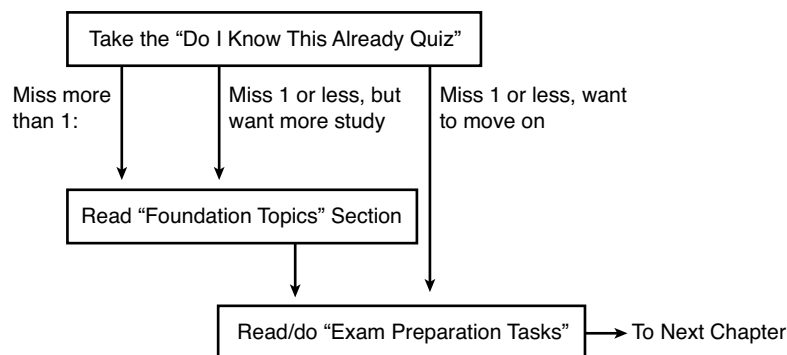 Take the “Do I Know This Already Quiz”
Miss more
than 1:
Miss 1 or less, but
want more study
Miss 1 or less, want
to move on
Read “Foundation Topics” Section
Read/do “Exam Preparation Tasks”
To Next Chapter